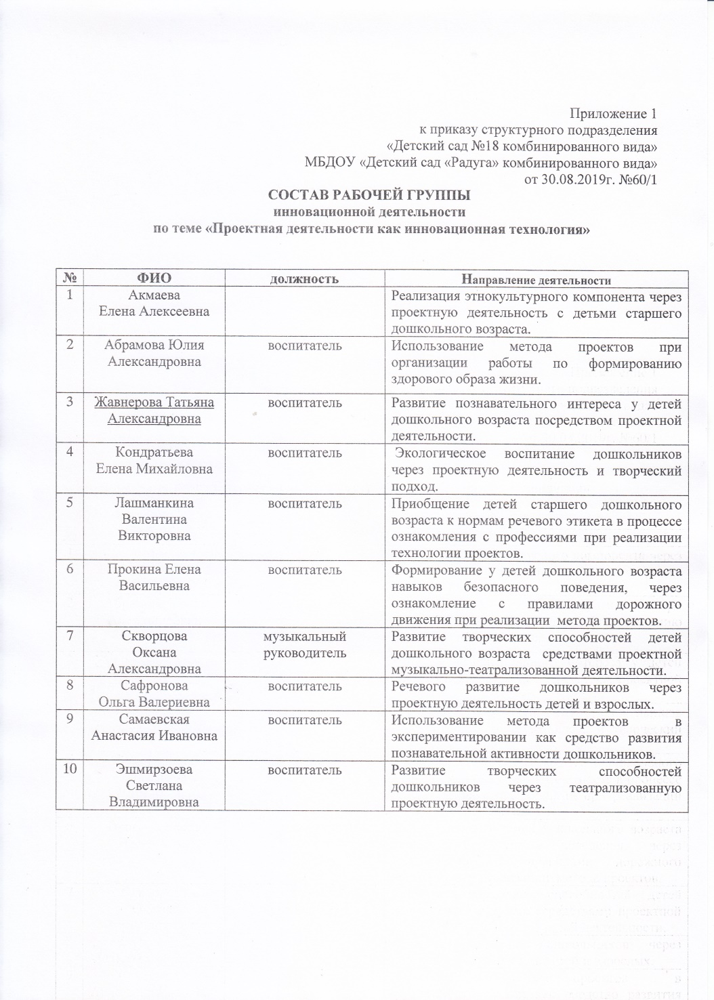 Приложение 1
к приказу структурного подразделения
«Детский сад №18 комбинированного вида»
МБДОУ «Детский сад «Радуга» комбинированного вида»
от 30.08.2019г. №60/1
СОСТАВ РАБОЧЕЙ ГРУППЫ
инновационной деятельности
по теме «Проектная деятельности как инновационная технология»
№ ФИО должность Направление деятельности
1 Акмаева Реализация этнокультурного компонента через
Елена Алексеевна проектную деятельность с детьми старшего
дошкольного возраста.
2 Абрамова Юлия воспитатель Использование метода проектов при
Александровна организации работы по формированию
здорового образа жизни.
3 Жавнерова Татьяна воспитатель Развитие познавательного интереса у детей
Александровна дошкольного возраста посредством проектной
деятельности.
4 Кондратьева воспитатель Экологическое воспитание дошкольников
Елена Михайловна через проектную деятельность и творческий
подход.
5 Лашманкина воспитатель Приобщение детей старшего дошкольного
Валентина возраста к нормам речевого этикета в процессе
Викторовна ознакомления с профессиями при реализации
технологии проектов.
6 Прокина Елена воспитатель Формирование у детей дошкольного возраста
Васильевна навыков безопасного поведения, через
ознакомление с правилами дорожного
движения при реализации метода проектов.
7 Скворцова музыкальный Развитие творческих способностей детей
Оксана руководитель дошкольного возраста средствами проектной
Александровна музыкально-театрализованной деятельности.
8 Сафронова воспитатель Речевого развитие дошкольников через
Ольга Валериевна проектную деятельность детей и взрослых.
9 Самаевская воспитатель Использование метода проектов в
Анастасия Ивановна экспериментировании как средство развития
познавательной активности дошкольников.
10 Эшмирзоева воспитатель Развитие творческих способностей
Светлана дошкольников через театрализованную
Владимировна проектную деятельность.